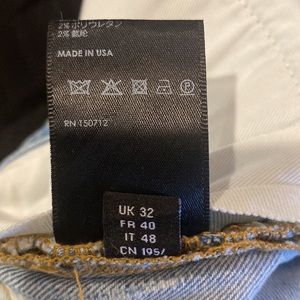 2% ポリウレタン
2% 氨纶
MADE IN USA
RN 150712
UK 32
FR 40
IT 48
CN 195/